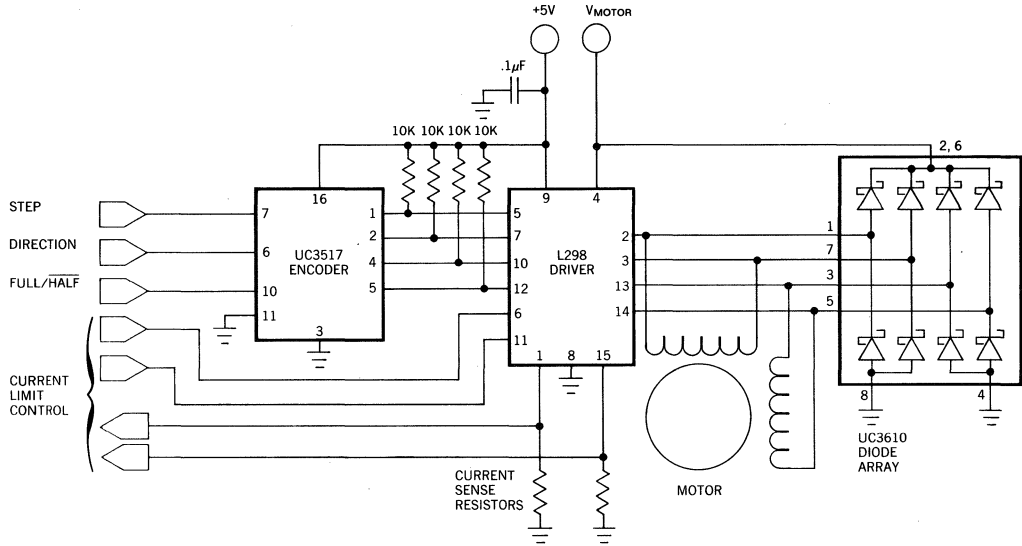 +5V
VMOTOR
.1µF
10K 10K 10K 10K
2, 6
16
9
4
STEP
7
1
5
2
1
DIRECTION
6
UC3517
ENCODER
2
7
L298
DRIVER
3
7
4
10
13
3
FULL/HALF
10
5
12
14
5
11
6
3
11
1
8
15
8
4
CURRENT
LIMIT
CONTROL
UC3610
DIODE
ARRAY
CURRENT
SENSE
RESISTORS
MOTOR